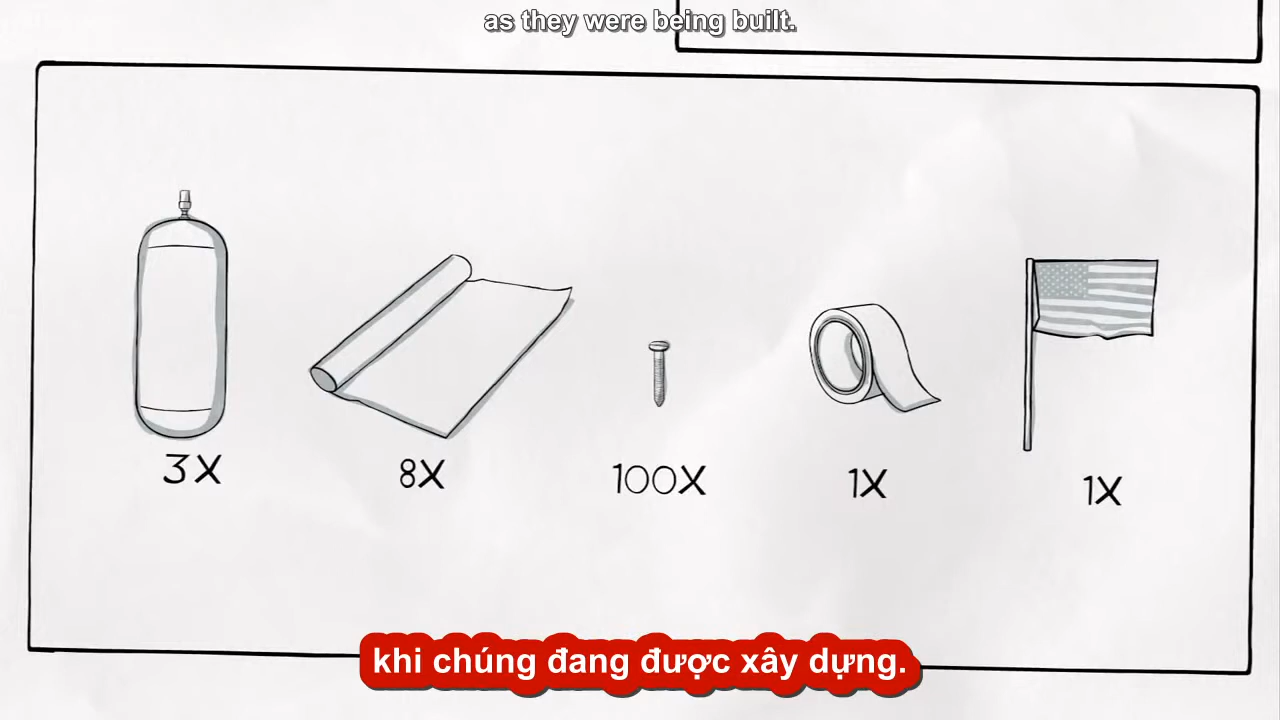 as they were being built.
3X
8X
100X
1X
1X
khi chúng đang được xây dựng.